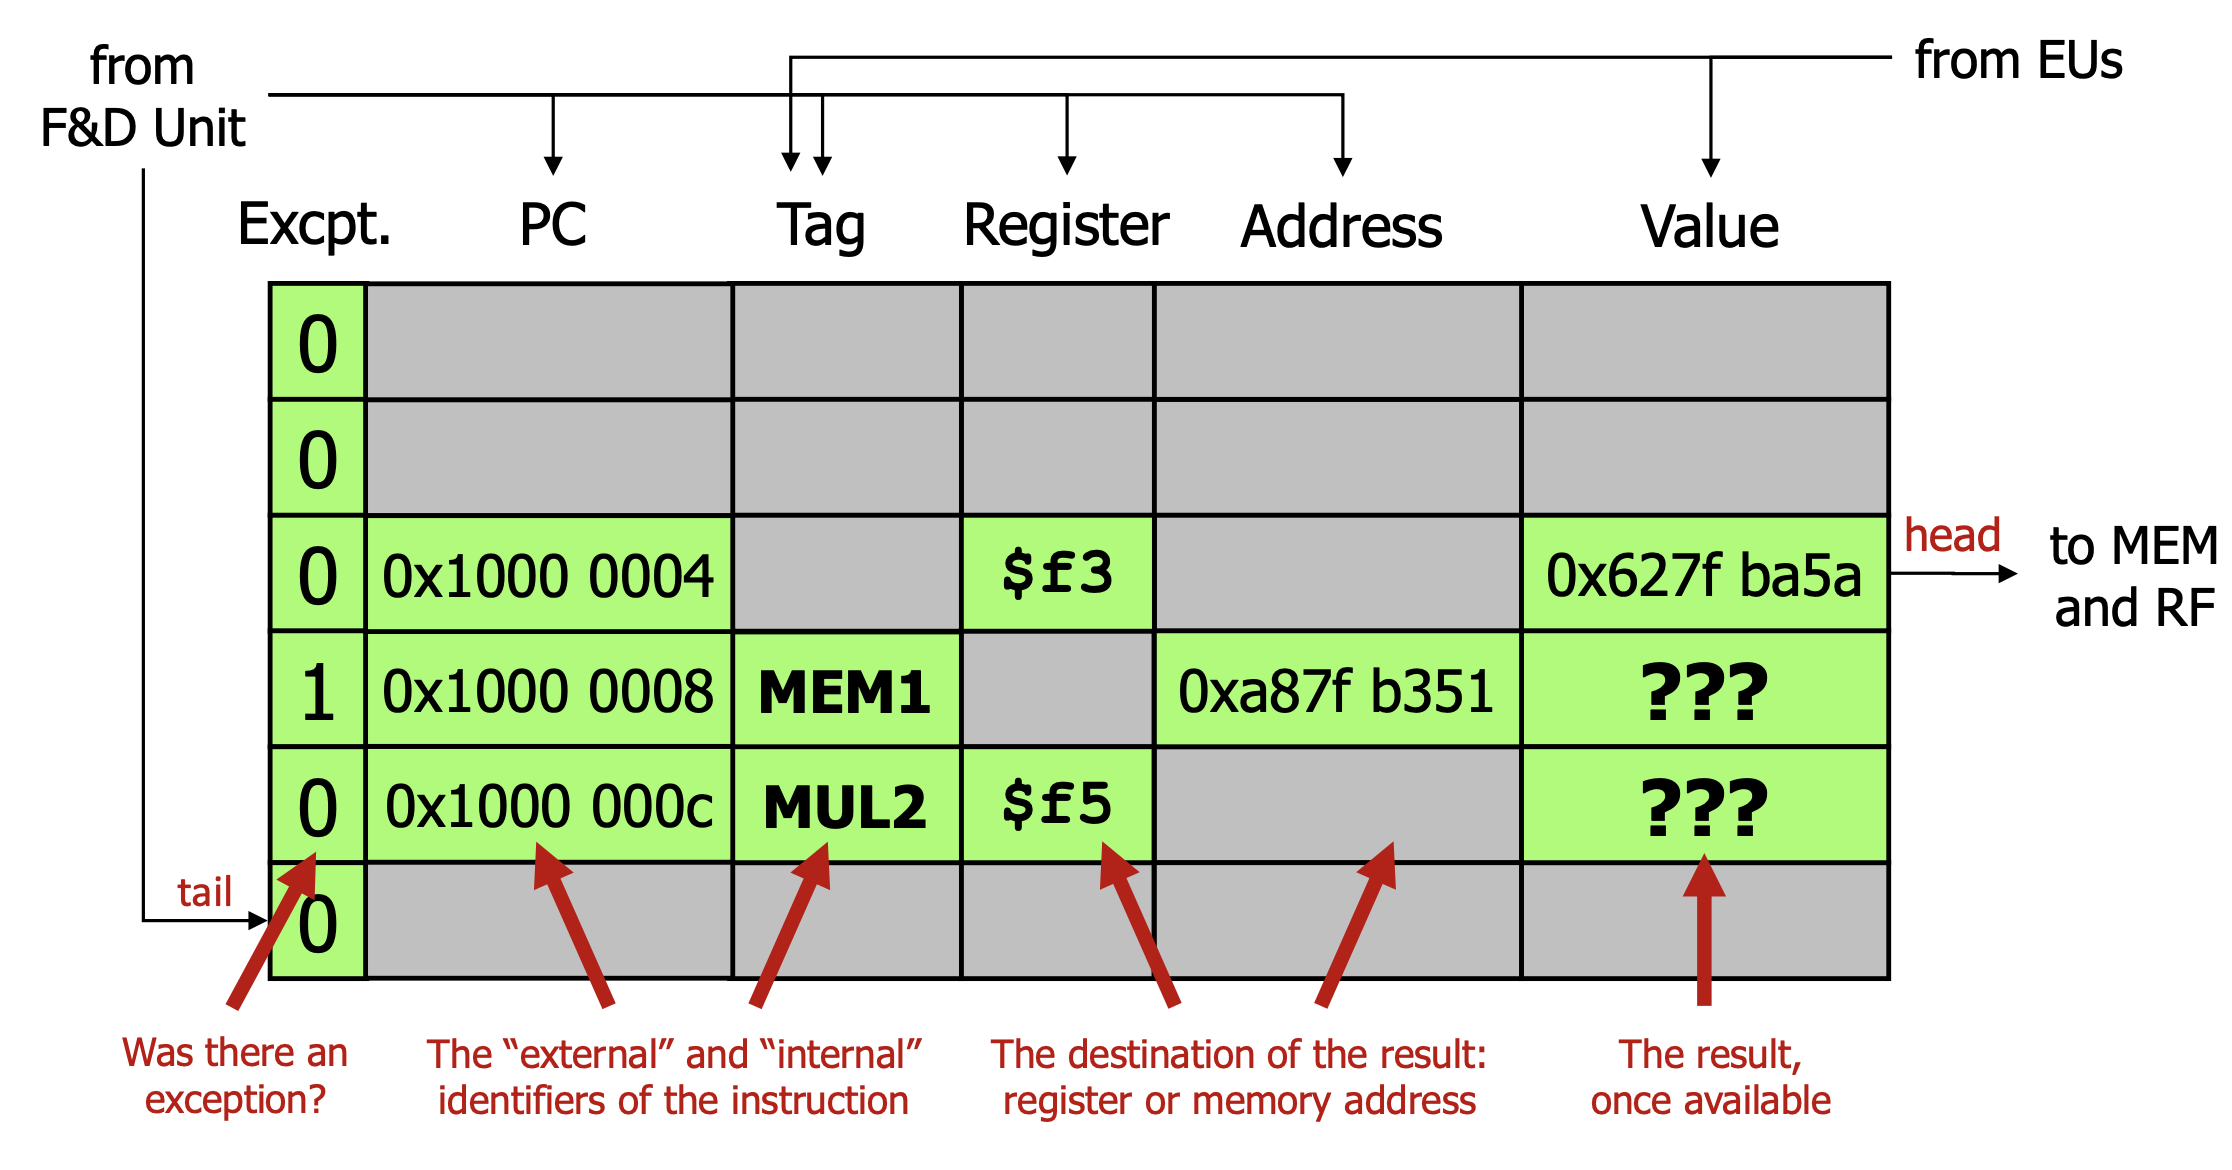 from
F&D Unit
from EUs
Excpt. PC Tag Register Address Value
0
0
0 0x1000 0004 $f3 0x627f ba5a
head
to MEM
and RF
1 0x1000 0008 MEM1 0xa87f b351 ???
0 0x1000 000c MUL2 $f5 ???
tail
0
Was there an
exception?
The “external” and “internal”
identifiers of the instruction
The destination of the result:
register or memory address
The result,
once available